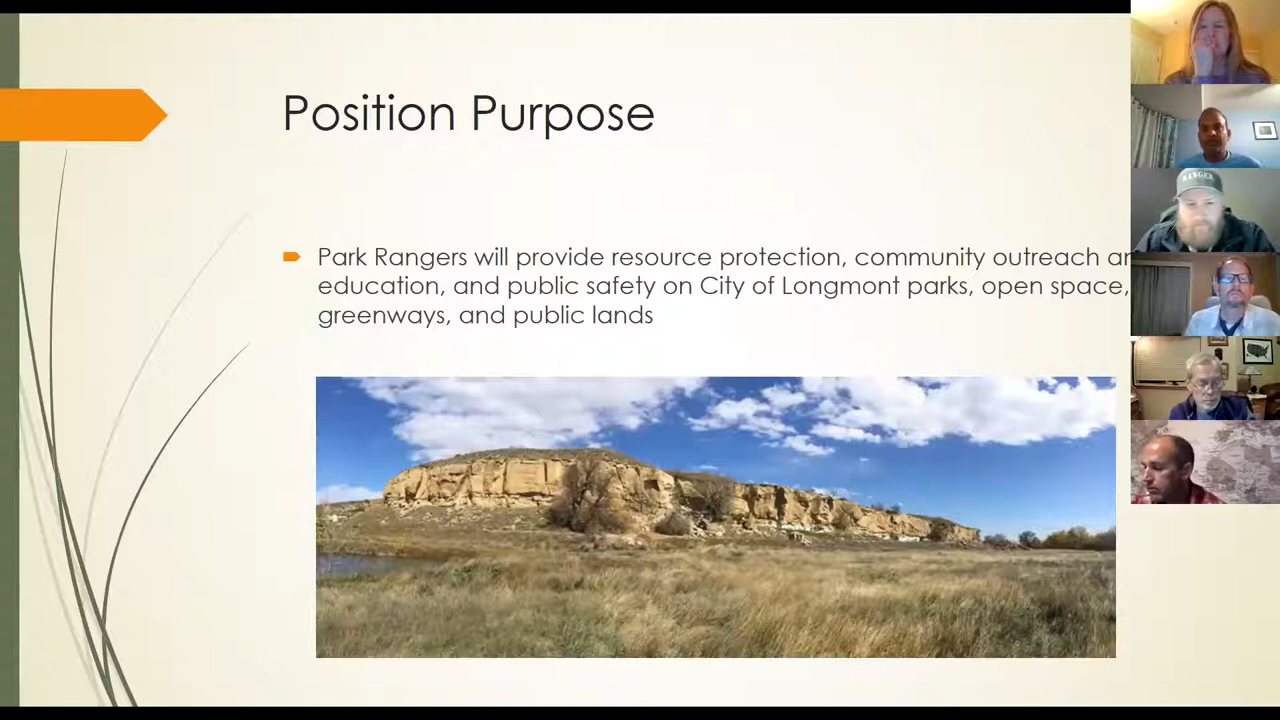 Position Purpose
Park Rangers will provide resource protection, community outreach
education, and public safety on City of Longmont parks, open space,
greenways, and public lands
RANGER